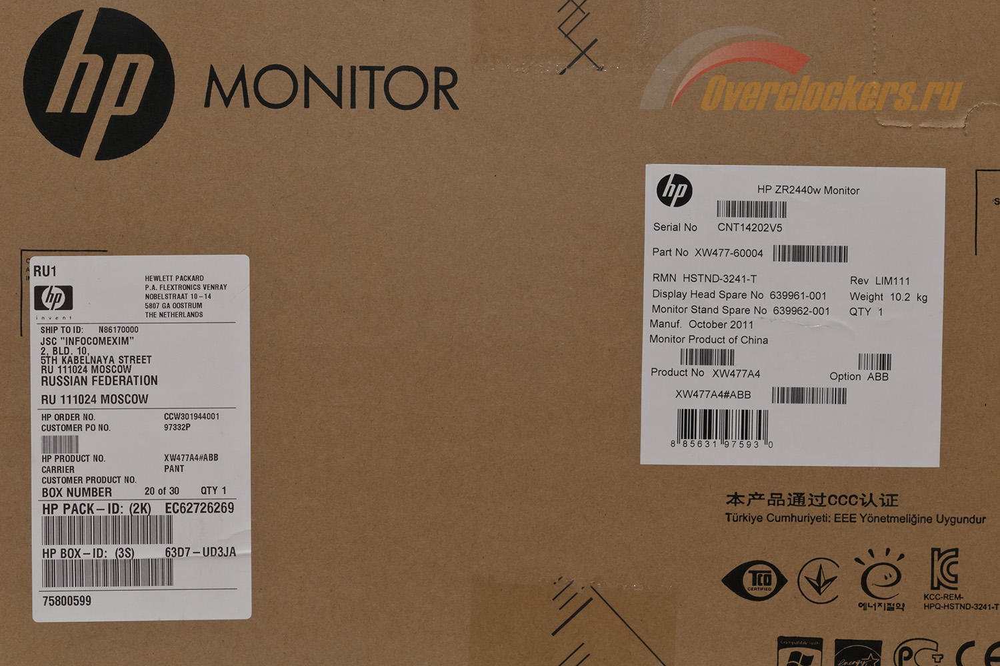 hp MONITOR
Overclockers.ru
hp
HP ZR2440w Monitor
Serial No CNT14202V5
Part No XW477-60004
RMN HSTND-3241-T
Rev LIM111
Display Head Spare No 639961-001
Weight 10.2 kg
Monitor Stand Spare No 639962-001
QTY 1
Manuf. October 2011
Monitor Product of China
Product No XW477A4
Option ABB
XW477A4#ABB
8 85631 97593 0
RU1
hp
invent
HEWLETT PACKARD
P.A. FLEXTRONICS VENRAY
NOBELSTRAAT 10-14
5807 GA OOSTRUM
THE NETHERLANDS
SHIP TO ID: N86170000
JSC "INFOCOMEXIM"
2, BLD. 10,
5TH KABELNAYA STREET
RU 111024 MOSCOW
RUSSIAN FEDERATION
RU 111024 MOSCOW
HP ORDER NO. CCW301944001
CUSTOMER PO NO. 97332P
HP PRODUCT NO. XW477A4#ABB
CARRIER PANT
CUSTOMER PRODUCT NO.
BOX NUMBER 20 of 30 QTY 1
HP PACK-ID: (2K) EC62726269
HP BOX-ID: (3S) 63D7-UD3JA
75800599
本产品通过CCC认证
Türkiye Cumhuriyeti: EEE Yönetmeliğine Uygundur
TCO
CERTIFIED
에너지절약
KCC-REM-
HPQ-HSTND-3241-T
Compatible with
energy